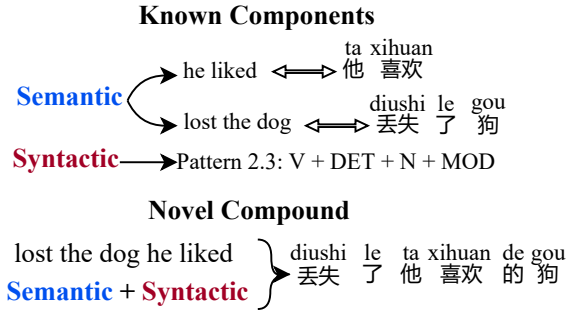 Known Components
ta xihuan
he liked 他 喜欢
Semantic
diushi le gou
lost the dog 丢失 了 狗
Syntactic Pattern 2.3: V + DET + N + MOD
Novel Compound
lost the dog he liked diushi le ta xihuan de gou
Semantic + Syntactic 丢失 了 他 喜欢 的 狗